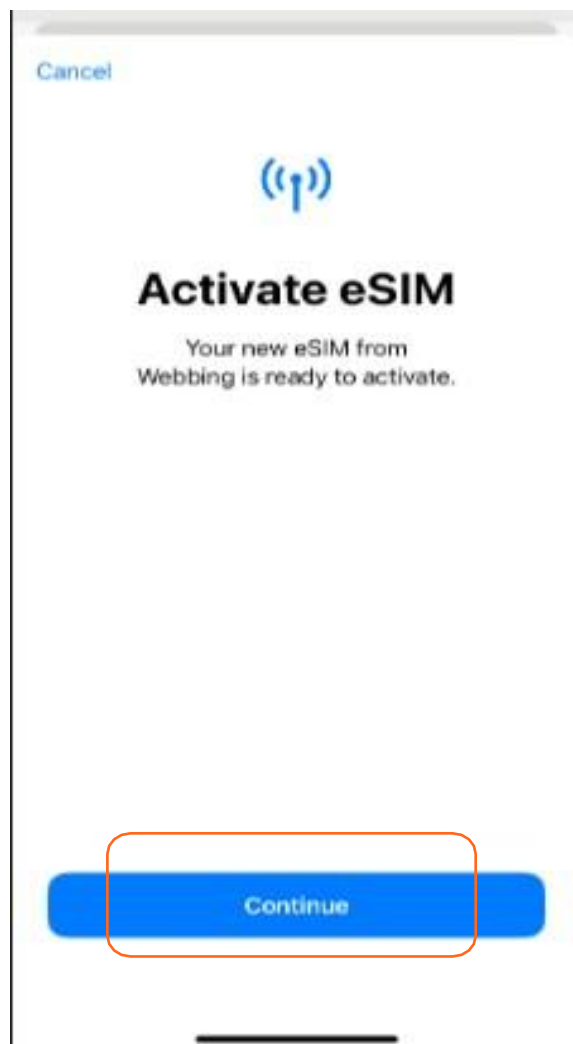 Cancel
Activate eSIM
Your new eSIM from
Webbing is ready to activate.
Continue